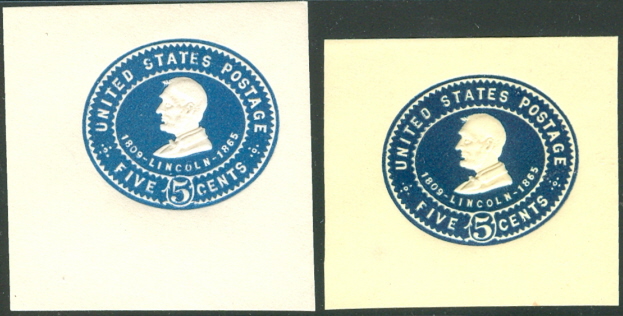 UNITED STATES POSTAGE
1809-LINCOLN-1865
FIVE 5 CENTS
UNITED STATES POSTAGE
1809-LINCOLN-1865
FIVE 5 CENTS